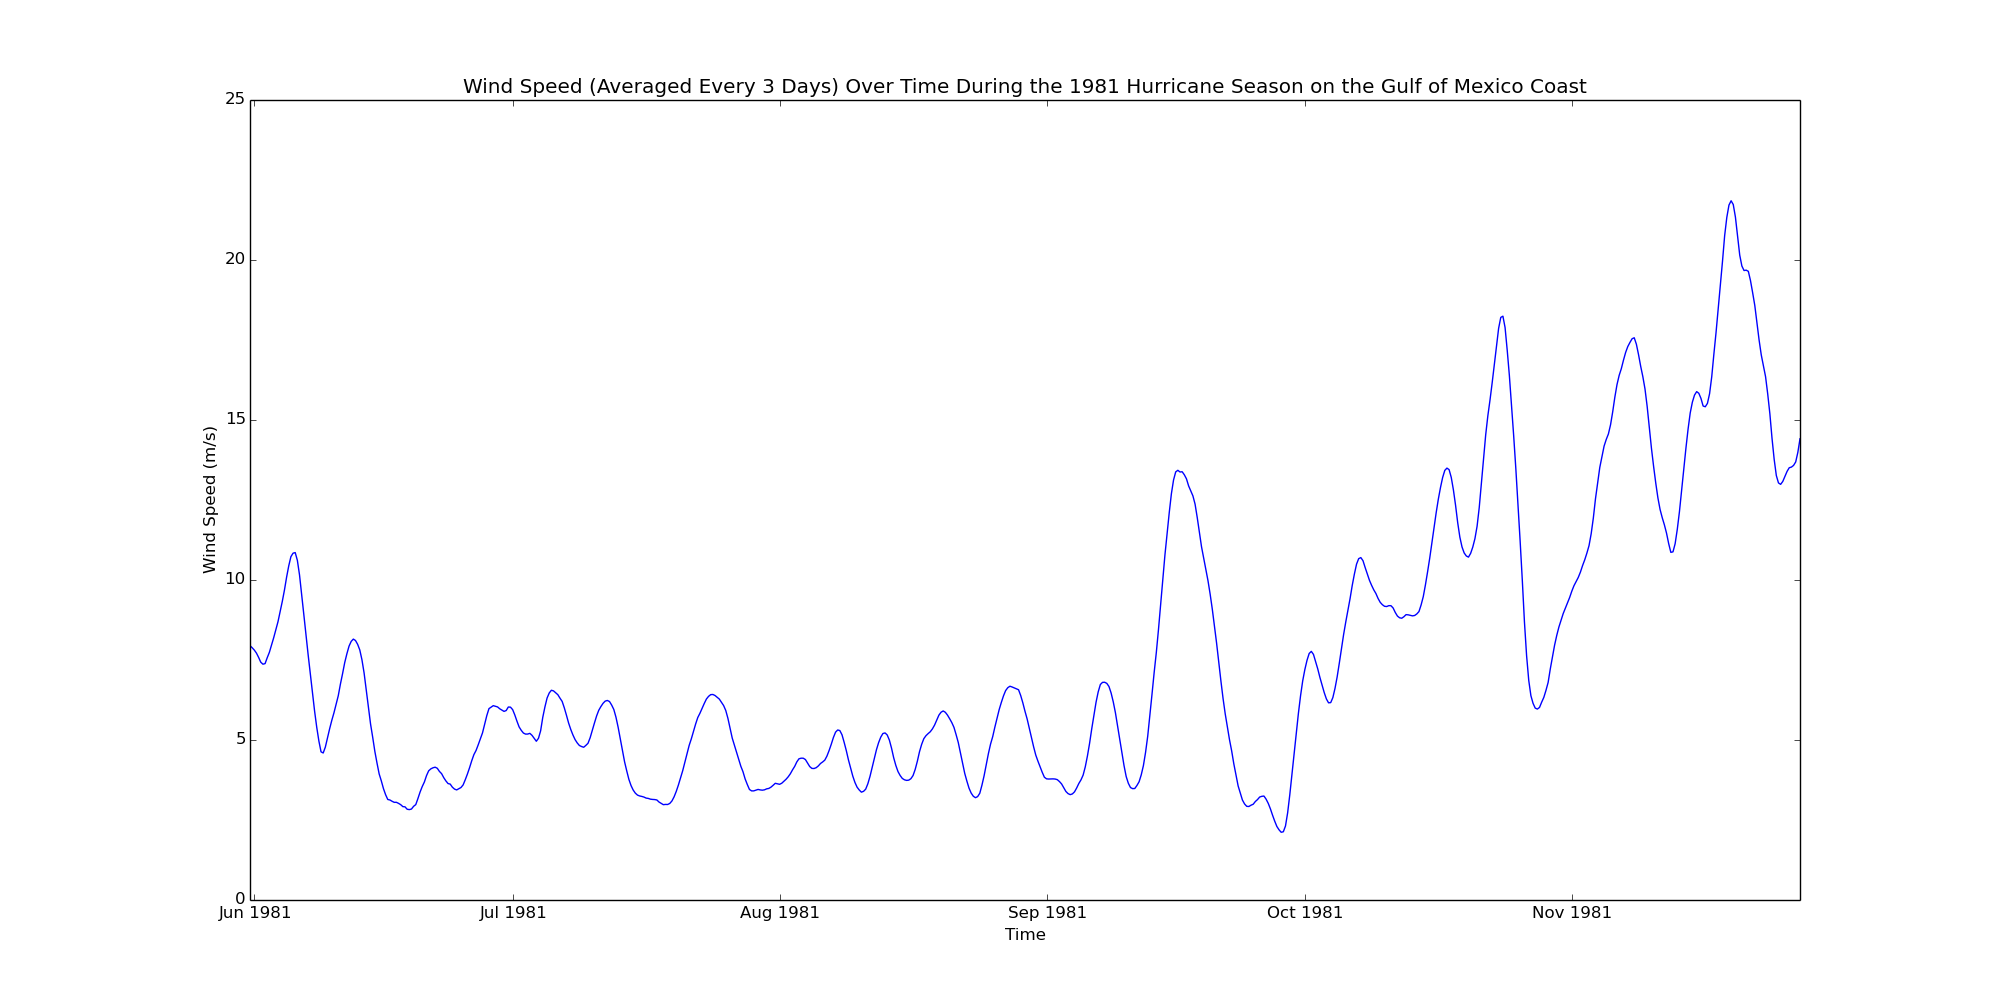 Wind Speed (Averaged Every 3 Days) Over Time During the 1981 Hurricane Season on the Gulf of Mexico Coast
25
20
15
10
5
0
Wind Speed (m/s)
Jun 1981 Jul 1981 Aug 1981 Sep 1981 Oct 1981 Nov 1981
Time